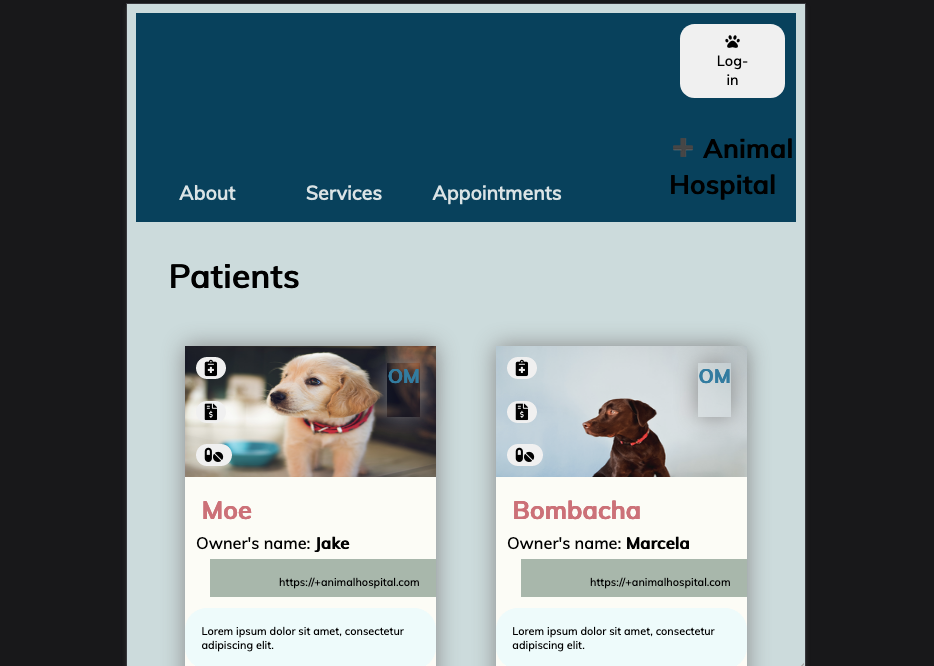 Log-
in
+ Animal
Hospital
About Services Appointments
Patients
OM
OM
Moe
Owner's name: Jake
https://+animalhospital.com
Lorem ipsum dolor sit amet, consectetur
adipiscing elit.
Bombacha
Owner's name: Marcela
https://+animalhospital.com
Lorem ipsum dolor sit amet, consectetur
adipiscing elit.